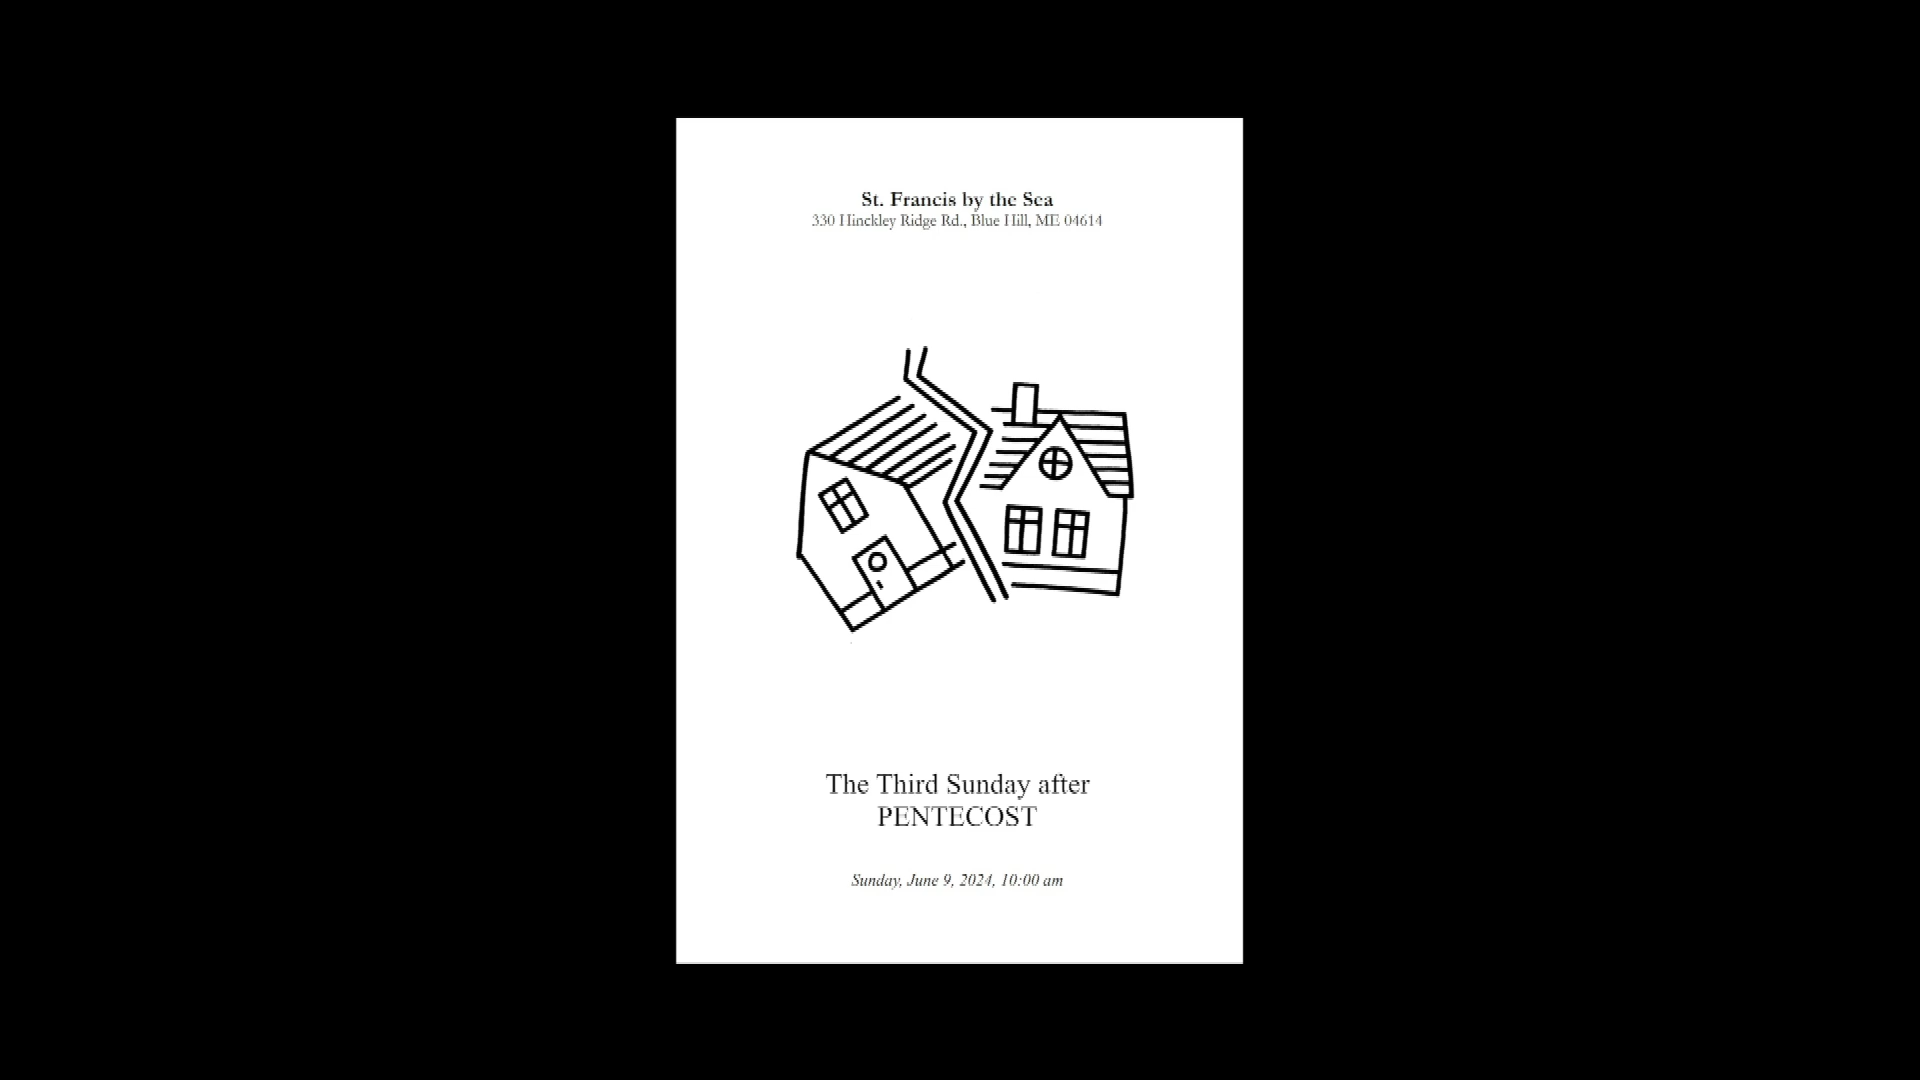 St. Francis by the Sea
330 Hinckley Ridge Rd., Blue Hill, ME 04614
The Third Sunday after
PENTECOST
Sunday, June 9, 2024, 10:00 am